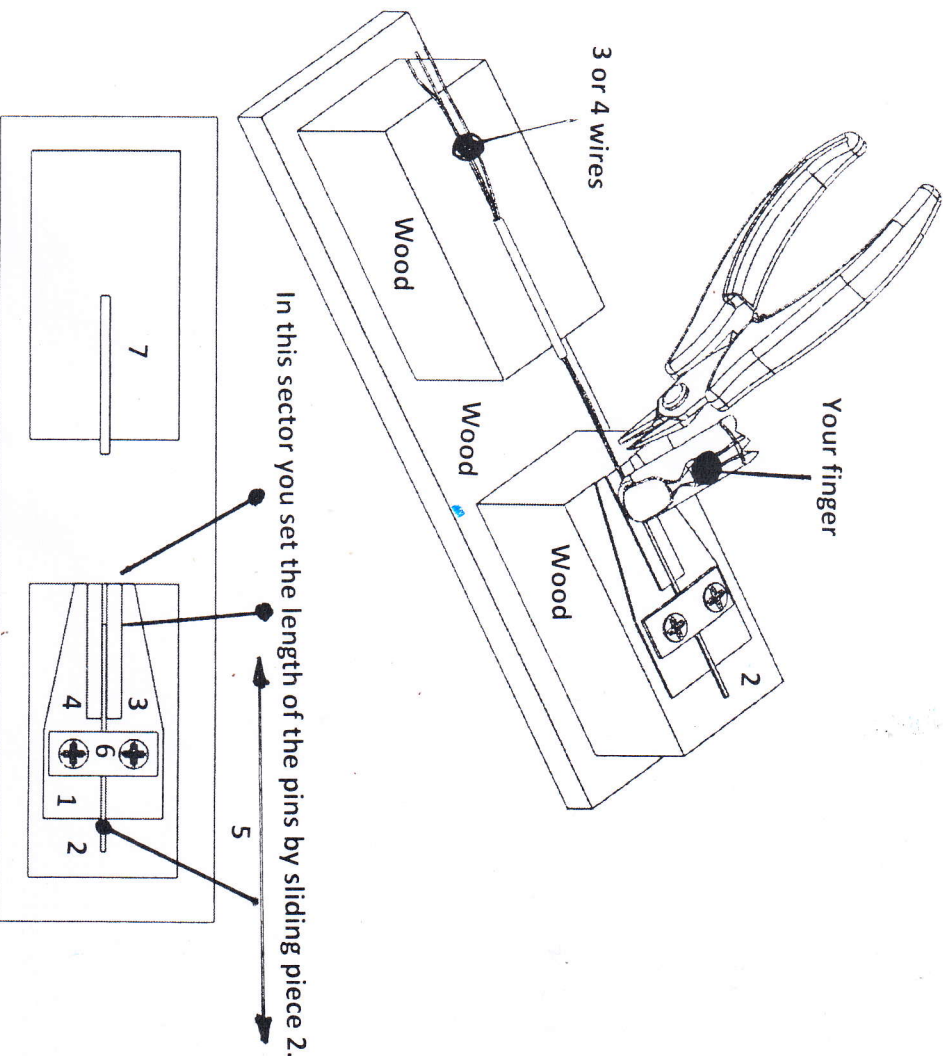 3 or 4 wires
Your finger
Wood
Wood
Wood
2
In this sector you set the length of the pins by sliding piece 2.
5
7
3
4
6
1
2